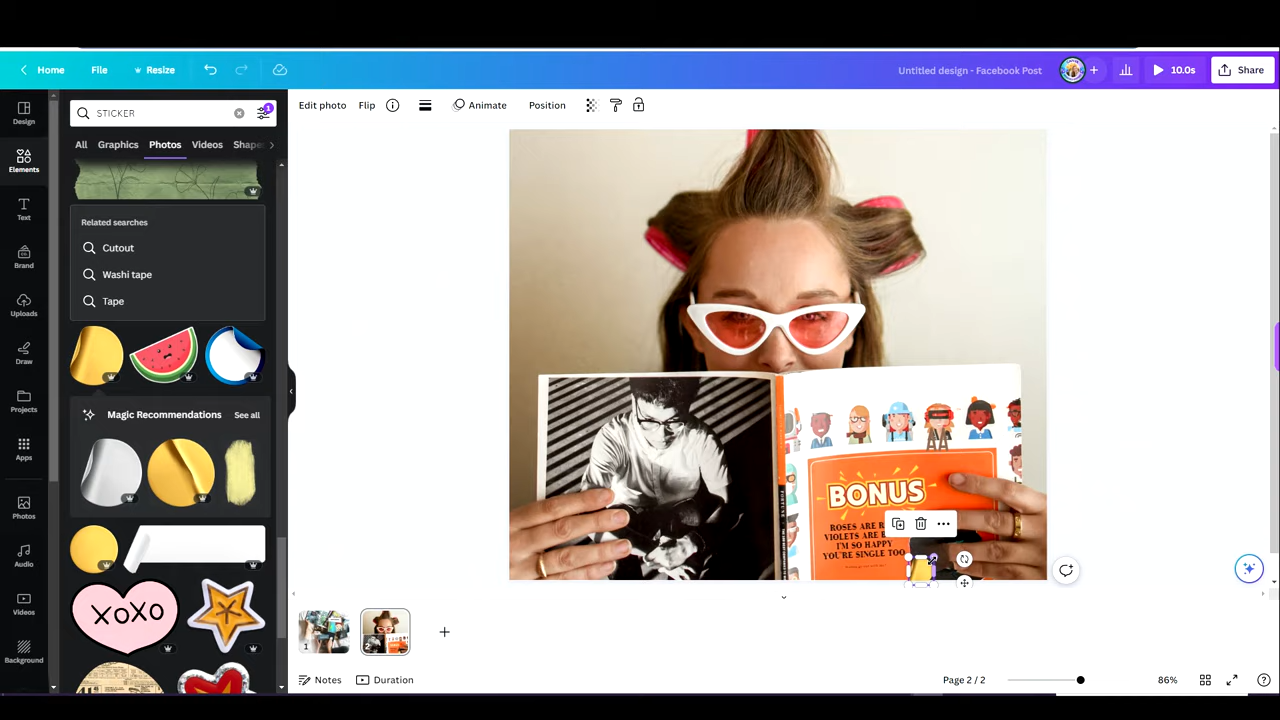 Home File Resize Untitled design - Facebook Post + 10.0s Share
STICKER
Edit photo Flip Animate Position
All Graphics Photos Videos Shape
Design
Elements
Text
Brand
Uploads
Draw
Projects
Apps
Photos
Audio
Videos
Background
Related searches
Cutout
Washi tape
Tape
Magic Recommendations See all
XOXO
BONUS
ROSES ARE R
VIOLETS ARE B
I'M SO HAPPY
YOU'RE SINGLE TOO
1
2
Notes Duration Page 2 / 2 86%